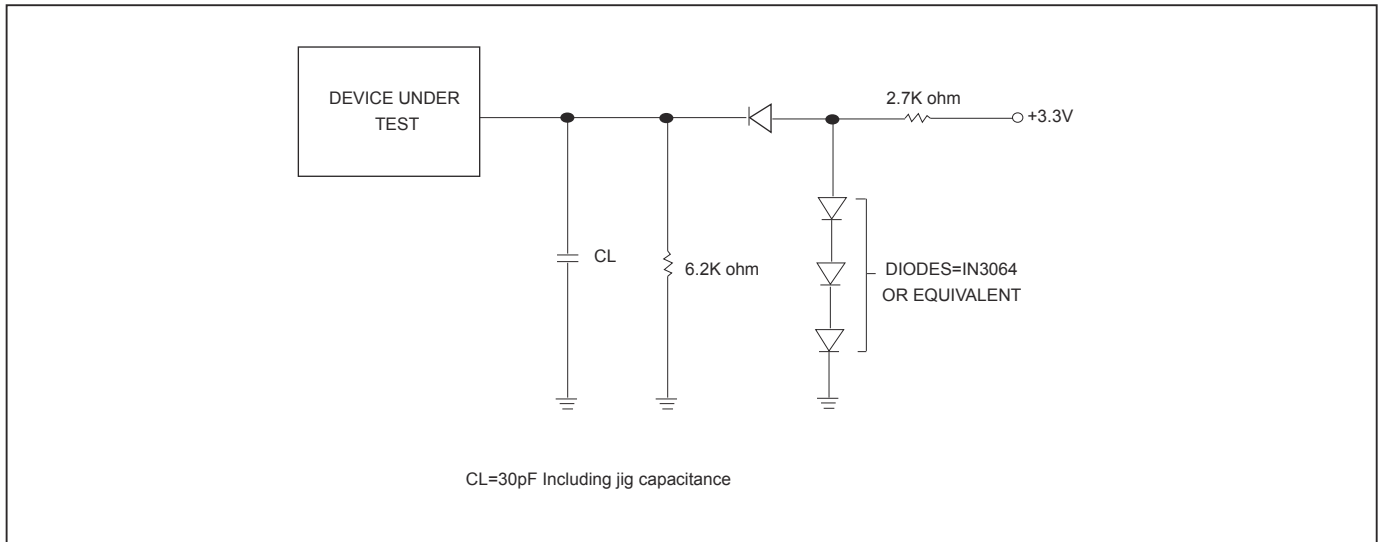 DEVICE UNDER
TEST
2.7K ohm
+3.3V
CL
6.2K ohm
DIODES=IN3064
OR EQUIVALENT
CL=30pF Including jig capacitance